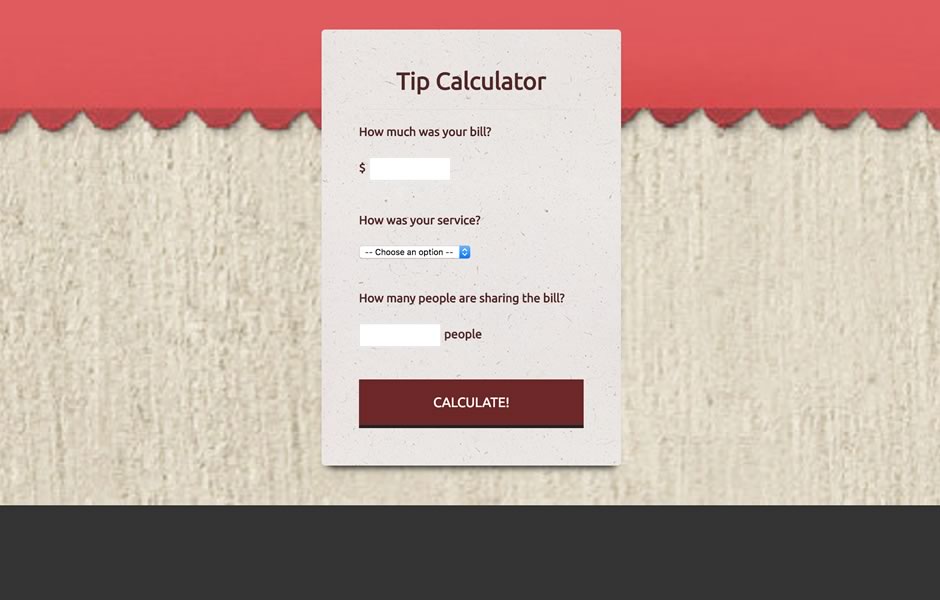 Tip Calculator
How much was your bill?
$
How was your service?
-- Choose an option --
How many people are sharing the bill?
people
CALCULATE!